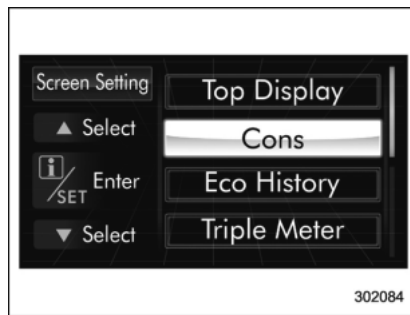 Screen Setting
Top Display
▲ Select
Cons
i/SET Enter
Eco History
▼ Select
Triple Meter
302084